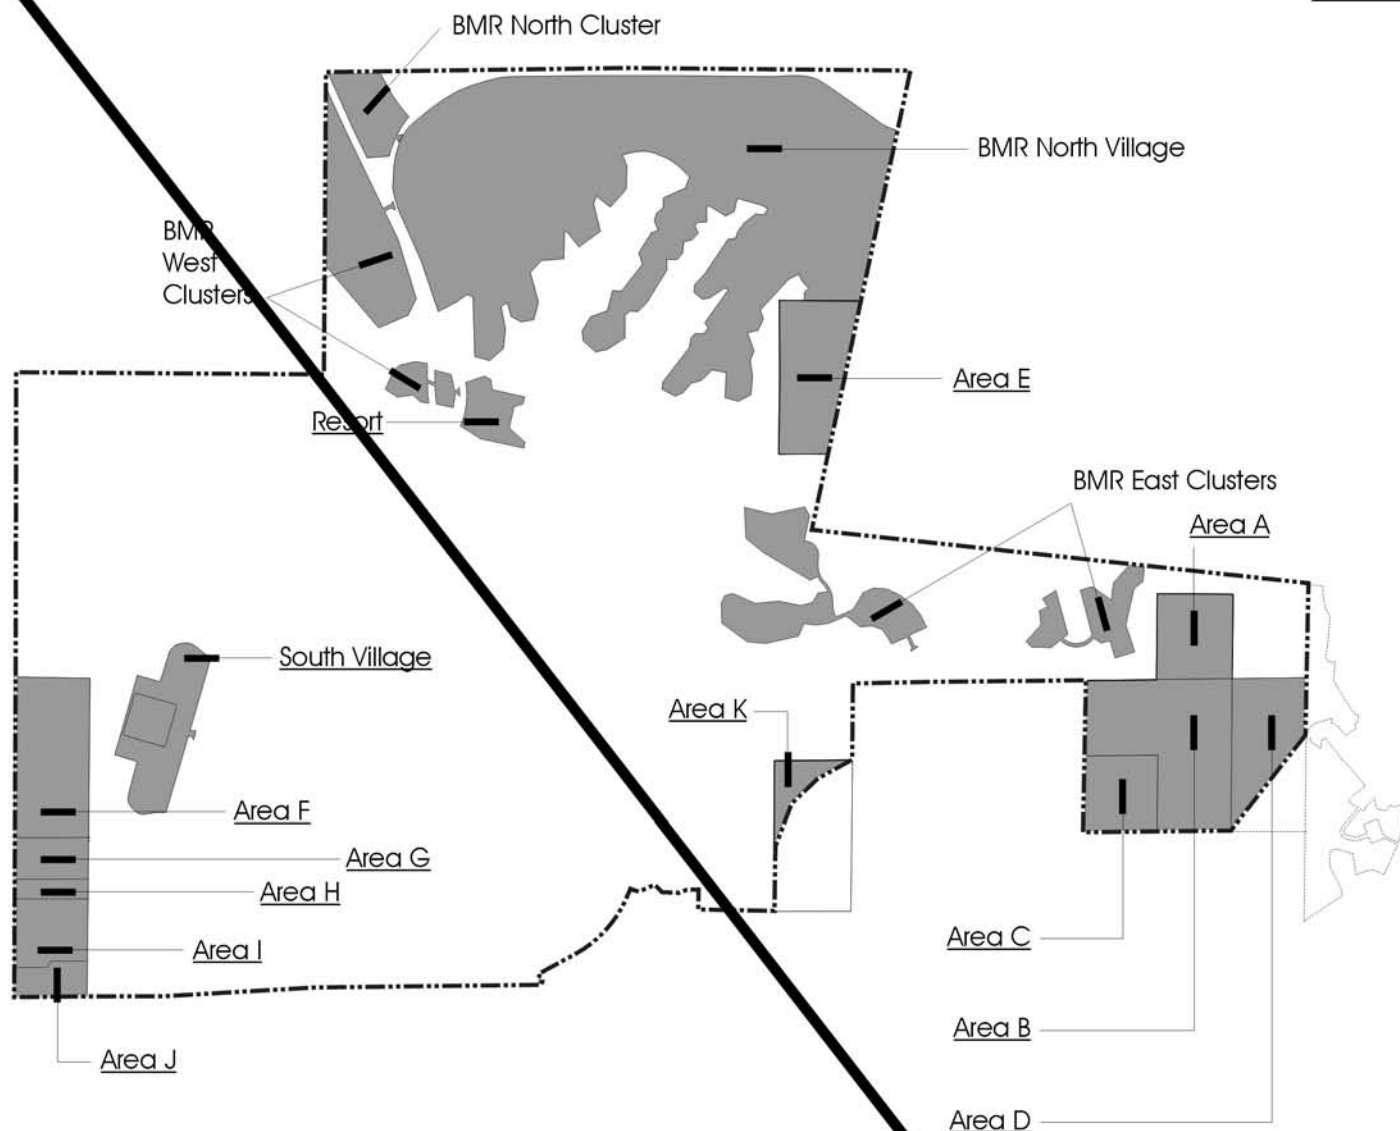 BMR North Cluster
BMR North Village
BMR
West
Clusters
Area E
Resort
BMR East Clusters
Area A
South Village
Area K
Area F
Area G
Area H
Area C
Area I
Area B
Area J
Area D